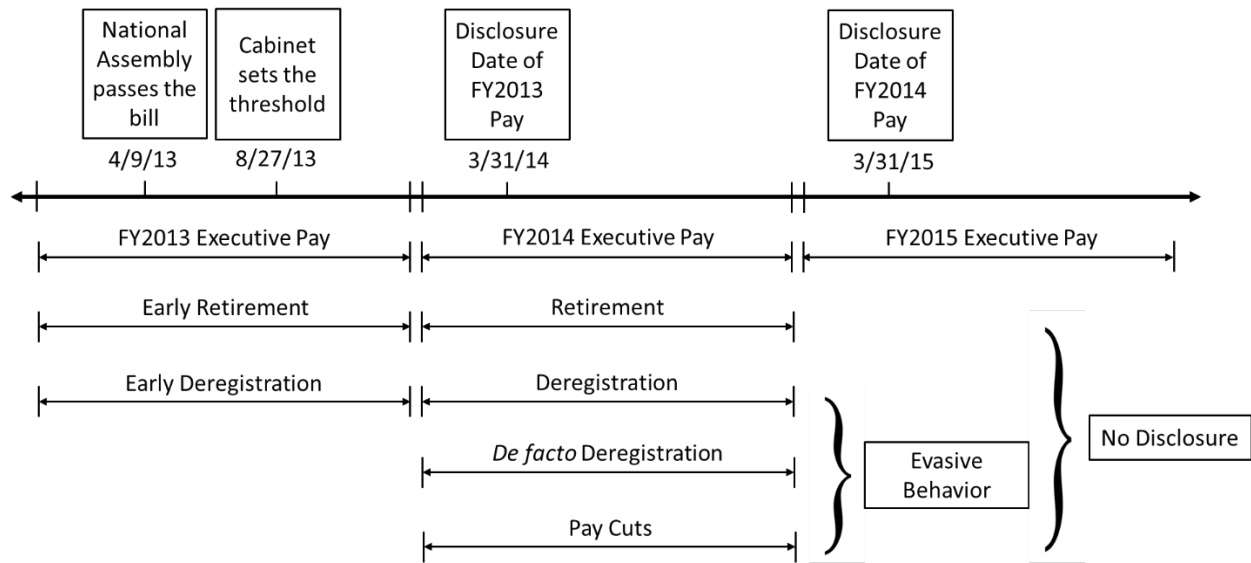 National
Assembly
passes the
bill
Cabinet
sets the
threshold
Disclosure
Date of
FY2013
Pay
Disclosure
Date of
FY2014
Pay
4/9/13
8/27/13
3/31/14
3/31/15
FY2013 Executive Pay
FY2014 Executive Pay
FY2015 Executive Pay
Early Retirement
Retirement
Early Deregistration
Deregistration
De facto Deregistration
Pay Cuts
Evasive
Behavior
No Disclosure